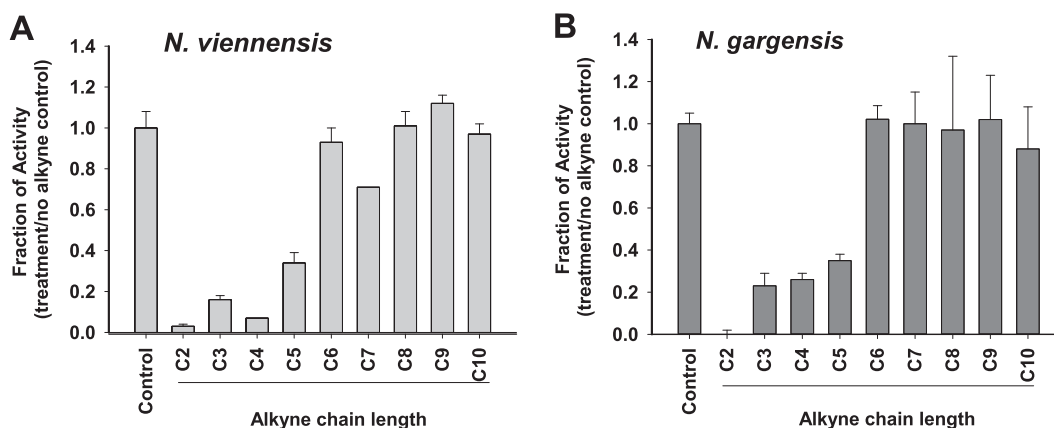 A
N. viennensis
Fraction of Activity
(treatment/no alkyne control)
1.4
1.2
1.0
0.8
0.6
0.4
0.2
0.0
Control
C2
C3
C4
C5
C6
C7
C8
C9
C10
Alkyne chain length
B
N. gargensis
Fraction of Activity
(treatment/no alkyne control)
1.4
1.2
1.0
0.8
0.6
0.4
0.2
0.0
Control
C2
C3
C4
C5
C6
C7
C8
C9
C10
Alkyne chain length